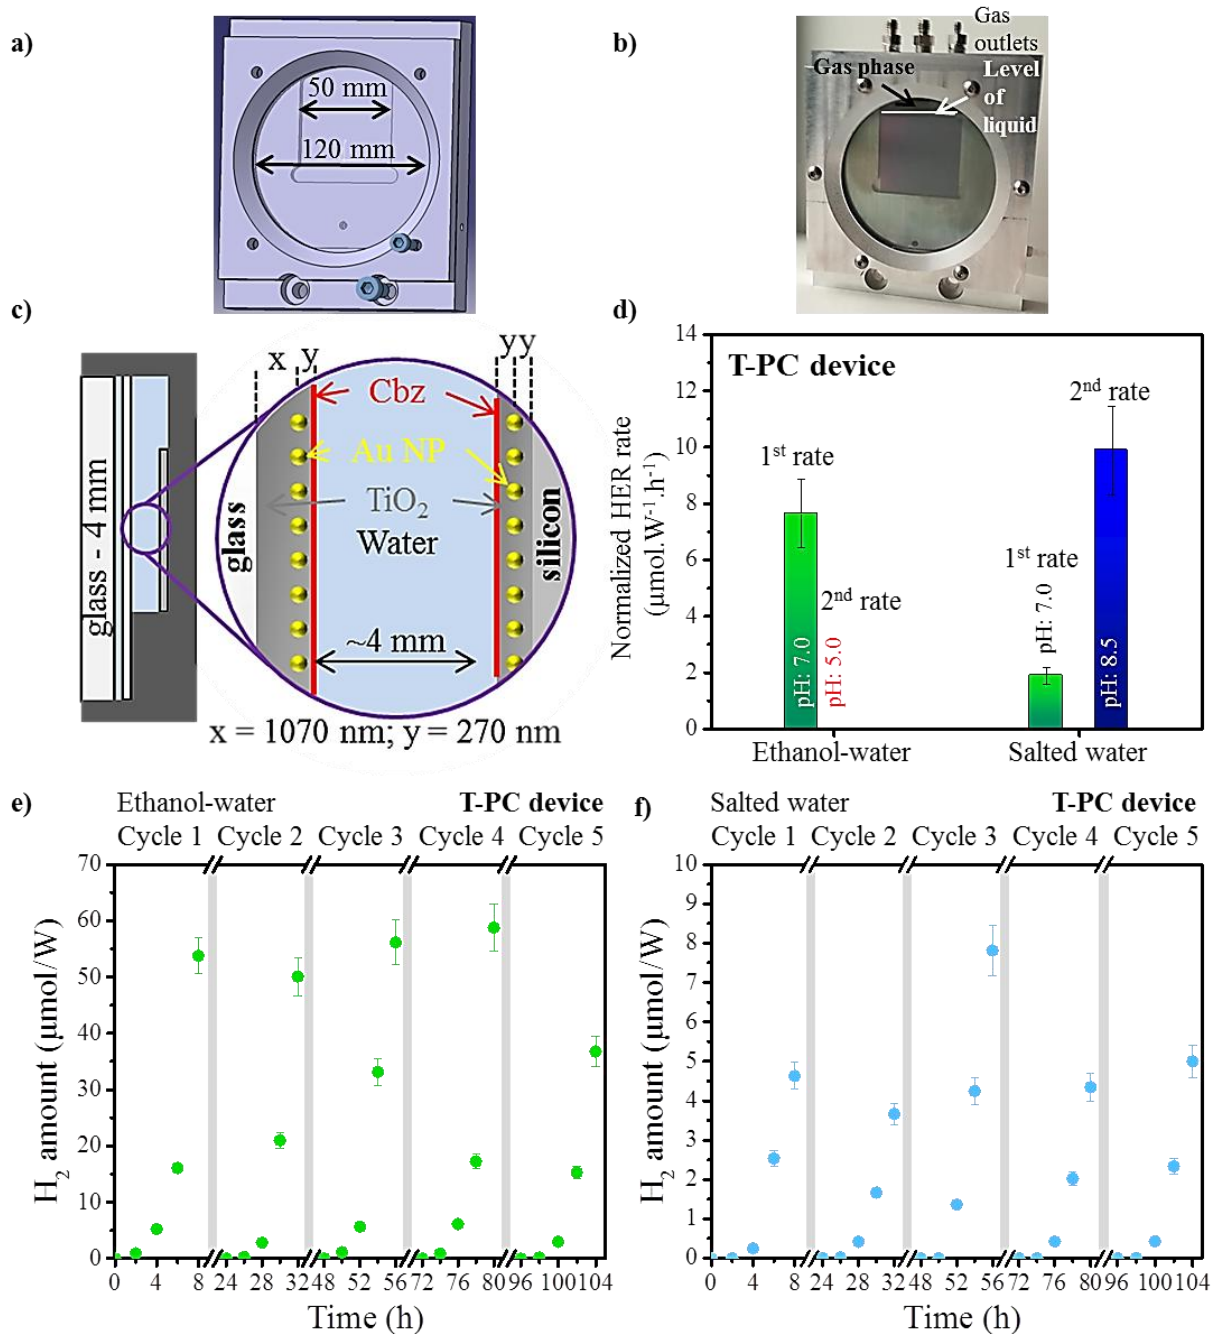 a)
50 mm
120 mm
b)
Gas
outlets
Gas phase
Level
of
liquid
c)
x y
yy
Cbz
Au NP
TiO2
Water
glass
silicon
glass - 4 mm
~4 mm
x = 1070 nm; y = 270 nm
d)
T-PC device
Normalized HER rate
(µmol.W-1.h-1)
14
12
10
8
6
4
2
0
1st rate
2nd rate
pH: 7.0
pH: 5.0
1st rate
pH: 7.0
2nd rate
pH: 8.5
Ethanol-water
Salted water
e)
Ethanol-water
T-PC device
Cycle 1 Cycle 2 Cycle 3 Cycle 4 Cycle 5
H2 amount (µmol/W)
70
60
50
40
30
20
10
0
0 4 8 24 28 32 48 52 56 72 76 80 96 100 104
Time (h)
f)
Salted water
T-PC device
Cycle 1 Cycle 2 Cycle 3 Cycle 4 Cycle 5
H2 amount (µmol/W)
10
9
8
7
6
5
4
3
2
1
0
0 4 8 24 28 32 48 52 56 72 76 80 96 100 104
Time (h)